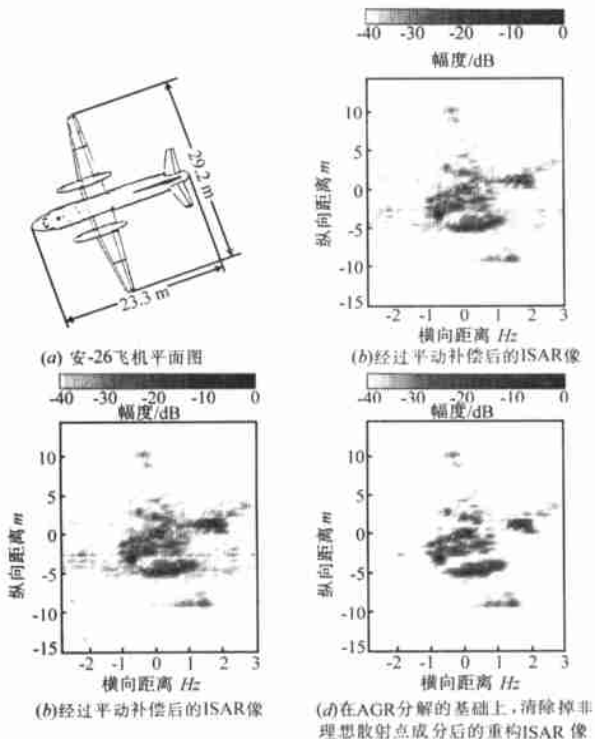 -40 -30 -20 -10 0
幅度/dB
29.2 m
23.3 m
(a) 安-26飞机平面图
10
5
0
-5
-10
-15
纵向距离 m
-2 -1 0 1 2 3
横向距离 Hz
(b)经过平动补偿后的ISAR像
-40 -30 -20 -10 0
幅度/dB
10
5
0
-5
-10
-15
纵向距离 m
-2 -1 0 1 2 3
横向距离 Hz
(b)经过平动补偿后的ISAR像
-40 -30 -20 -10 0
幅度/dB
10
5
0
-5
-10
-15
纵向距离 m
-2 -1 0 1 2 3
横向距离 Hz
(d)在AGR分解的基础上,清除掉非
理想散射点成分后的重构ISAR 像